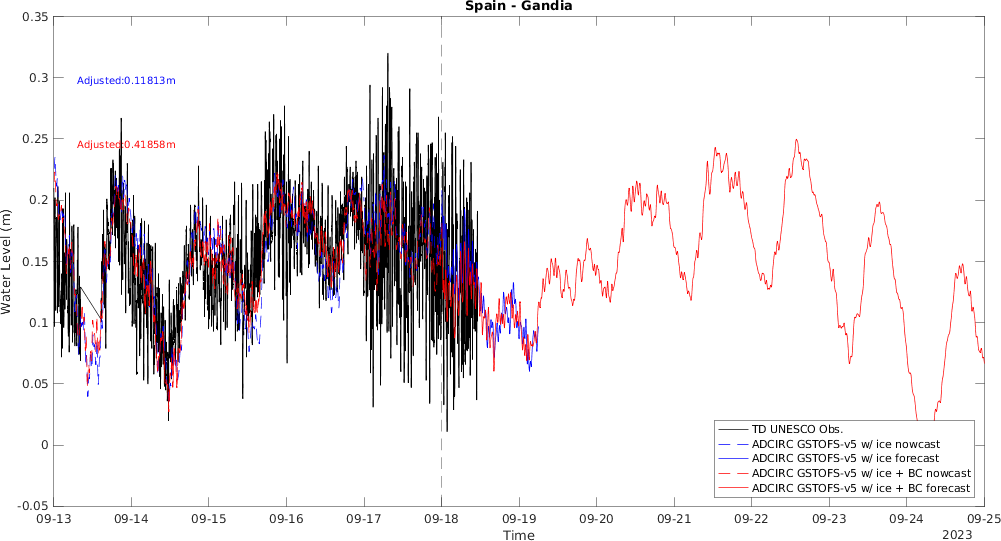 Spain - Gandia
0.35
0.3
0.25
0.2
0.15
0.1
0.05
0
-0.05
Water Level (m)
Adjusted:0.11813m
Adjusted:0.41858m
TD UNESCO Obs.
ADCIRC GSTOFS-v5 w/ ice nowcast
ADCIRC GSTOFS-v5 w/ ice forecast
ADCIRC GSTOFS-v5 w/ ice + BC nowcast
ADCIRC GSTOFS-v5 w/ ice + BC forecast
09-13 09-14 09-15 09-16 09-17 09-18 09-19 09-20 09-21 09-22 09-23 09-24 09-25
Time
2023